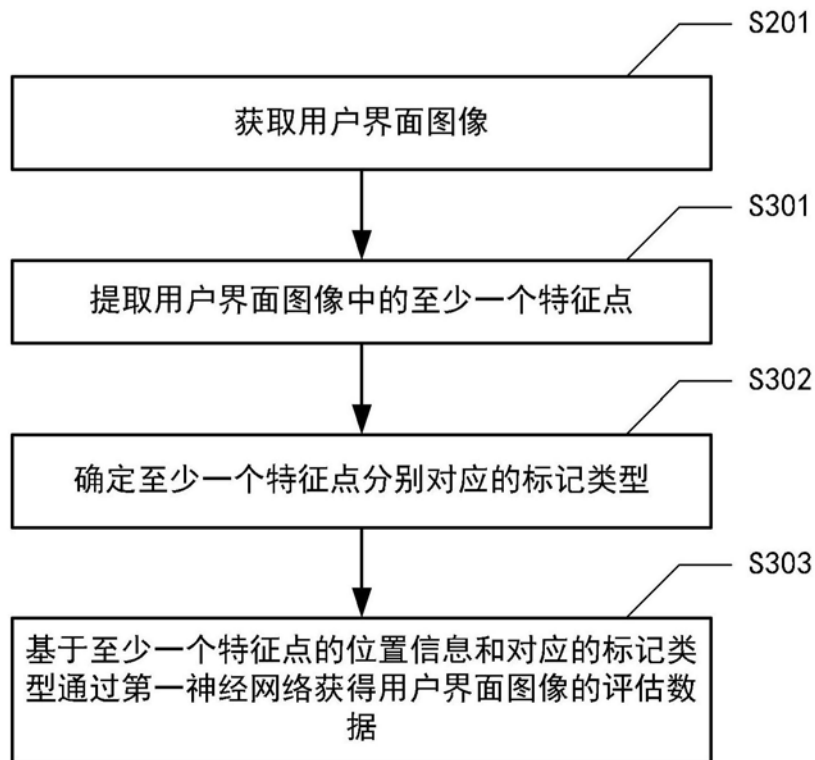 S201
获取用户界面图像
S301
提取用户界面图像中的至少一个特征点
S302
确定至少一个特征点分别对应的标记类型
S303
基于至少一个特征点的位置信息和对应的标记类
型通过第一神经网络获得用户界面图像的评估数
据